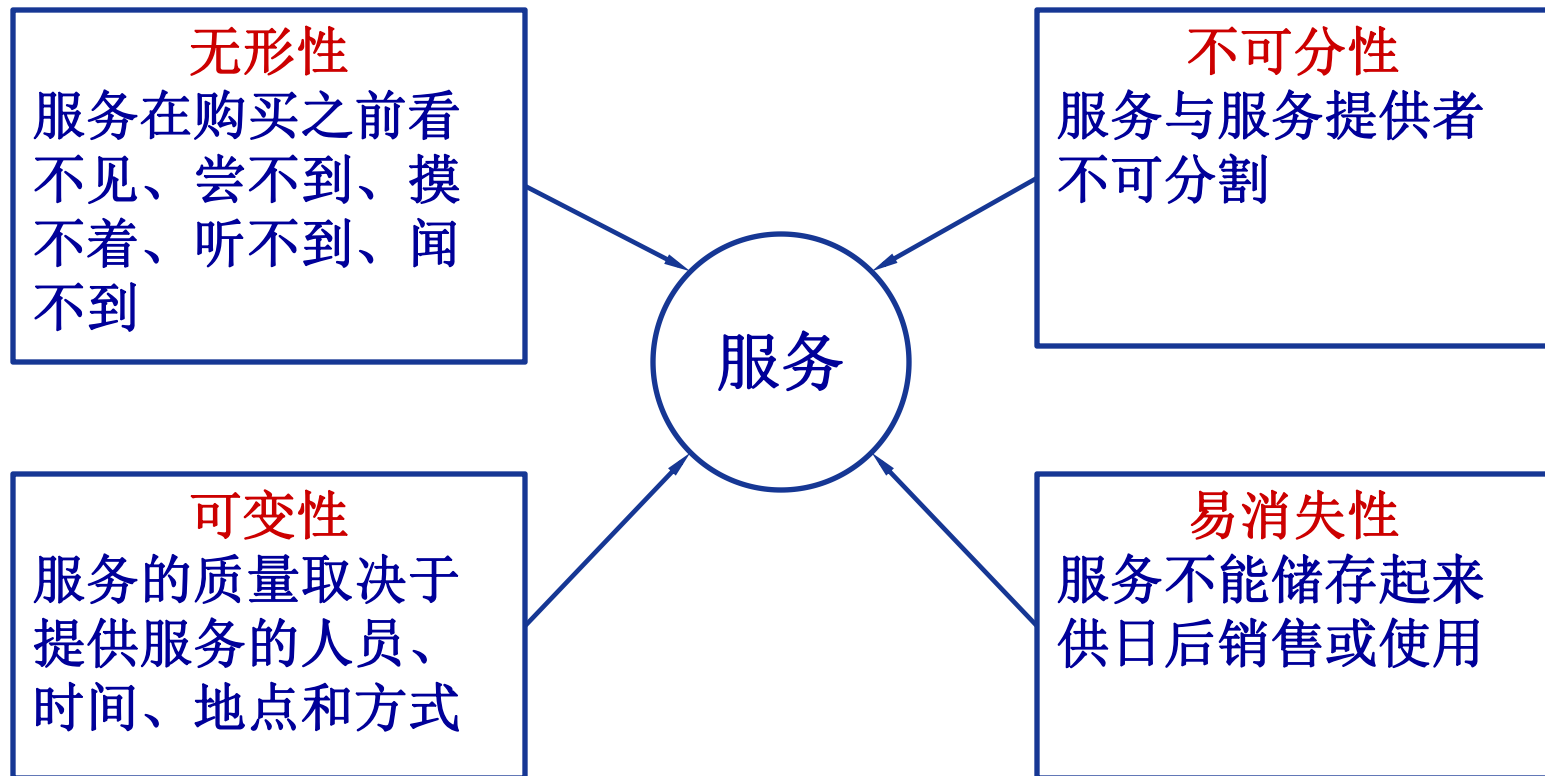 无形性
服务在购买之前看
不见、尝不到、摸
不着、听不到、闻
不到
不可分性
服务与服务提供者
不可分割
服务
可变性
服务的质量取决于
提供服务的人员、
时间、地点和方式
易消失性
服务不能储存起来
供日后销售或使用